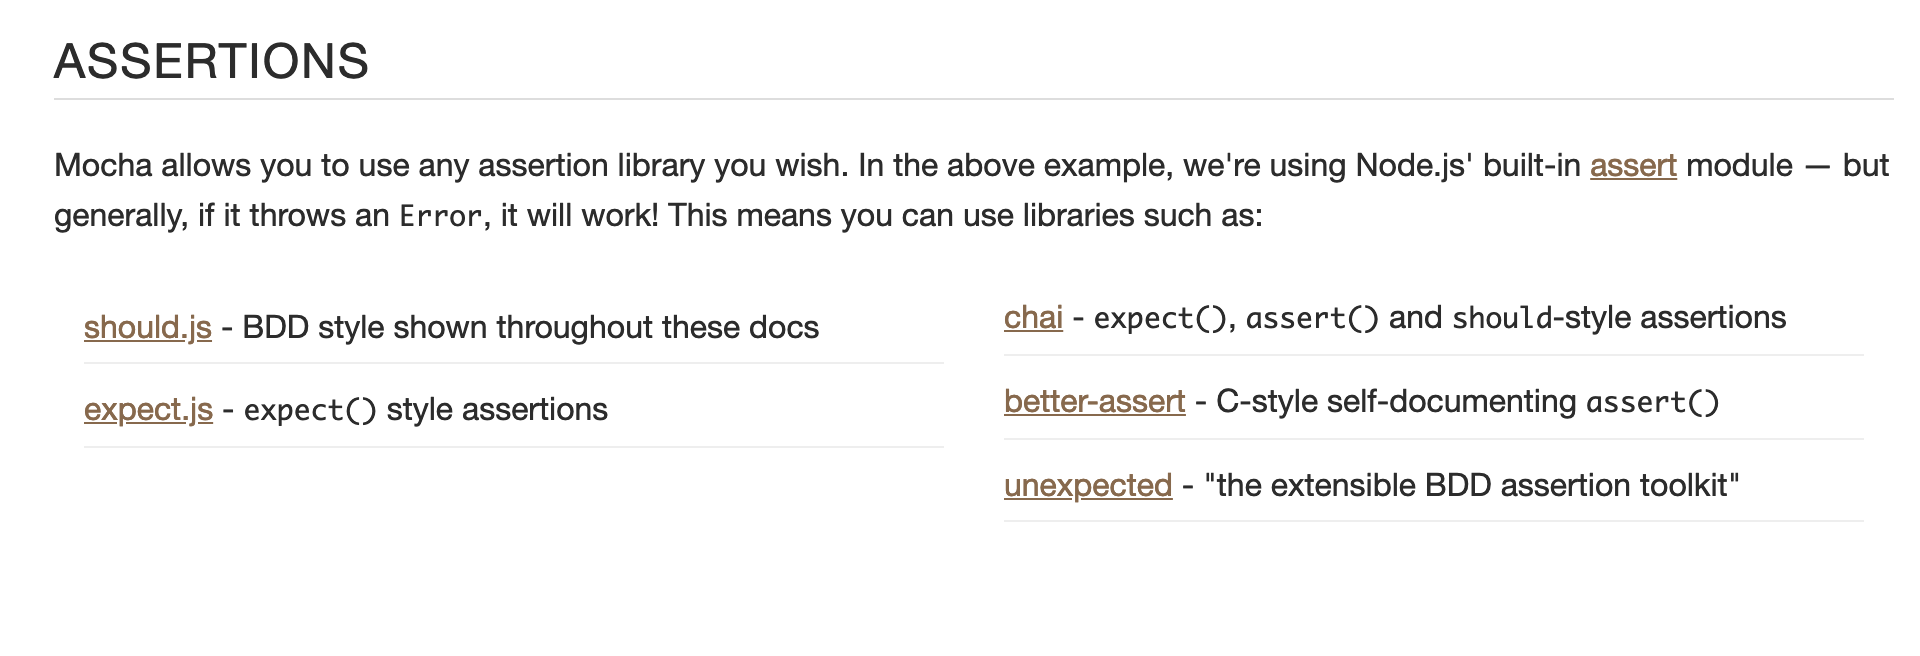 ASSERTIONS
Mocha allows you to use any assertion library you wish. In the above example, we're using Node.js' built-in assert module — but
generally, if it throws an Error, it will work! This means you can use libraries such as:
should.js - BDD style shown throughout these docs
expect.js - expect() style assertions
chai - expect(), assert() and should-style assertions
better-assert - C-style self-documenting assert()
unexpected - "the extensible BDD assertion toolkit"